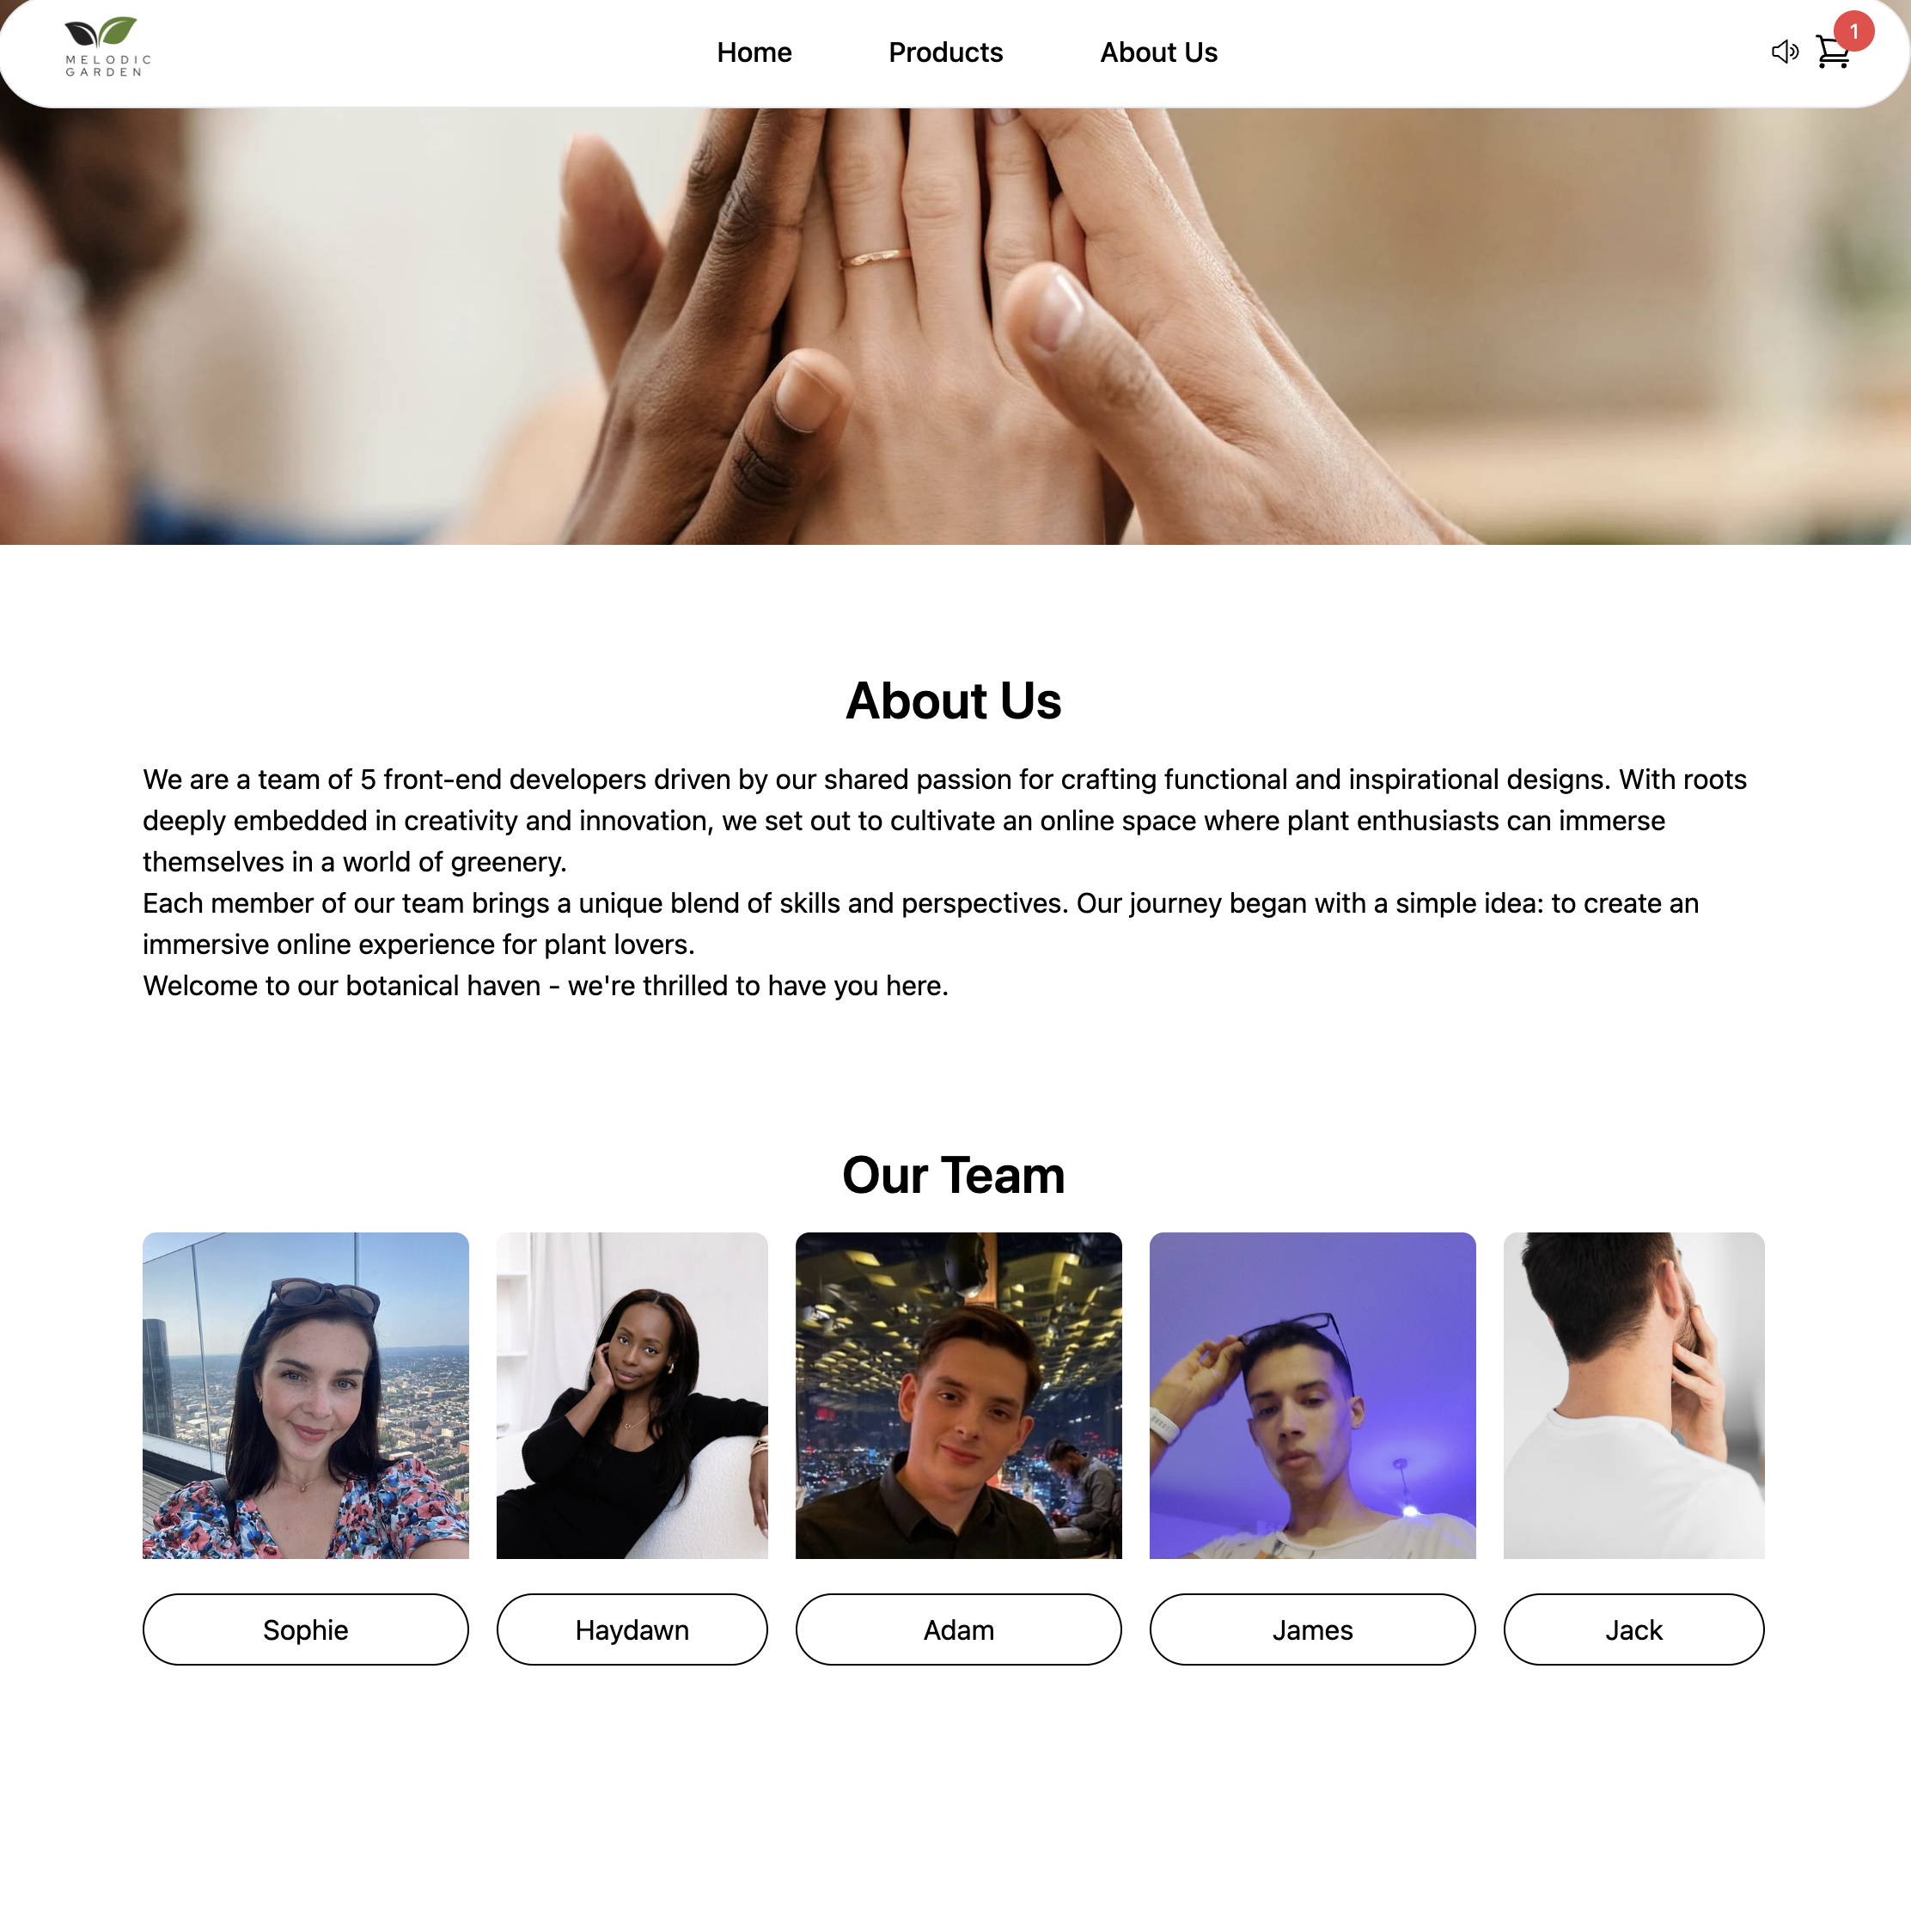 MELODIC
GARDEN
Home Products About Us 1
About Us
We are a team of 5 front-end developers driven by our shared passion for crafting functional and inspirational designs. With roots
deeply embedded in creativity and innovation, we set out to cultivate an online space where plant enthusiasts can immerse
themselves in a world of greenery.
Each member of our team brings a unique blend of skills and perspectives. Our journey began with a simple idea: to create an
immersive online experience for plant lovers.
Welcome to our botanical haven - we're thrilled to have you here.
Our Team
Sophie Haydawn Adam James Jack